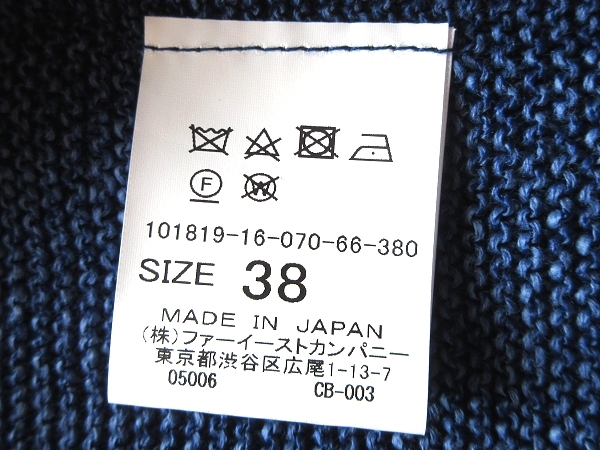 F W
101819-16-070-66-380
SIZE 38
MADE IN JAPAN
(株)ファーイーストカンパニー
東京都渋谷区広尾1-13-7
05006 CB-003